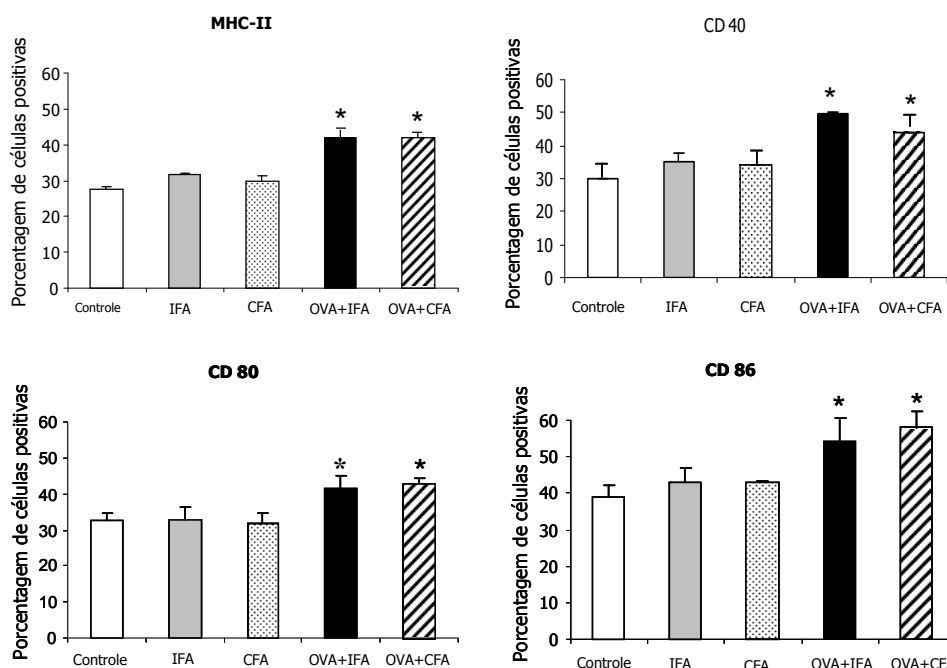 MHC-II
Porcentagem de células positivas
60
50
40
30
20
10
0
* *
Controle IFA CFA OVA+IFA OVA+CFA
CD 40
Porcentagem de células positivas
60
50
40
30
20
10
0
* *
Controle IFA CFA OVA+IFA OVA+CFA
CD 80
Porcentagem de células positivas
60
50
40
30
20
10
0
* *
Controle IFA CFA OVA+IFA OVA+CFA
CD 86
Porcentagem de células positivas
60
50
40
30
20
10
0
* *
Controle IFA CFA OVA+IFA OVA+CF